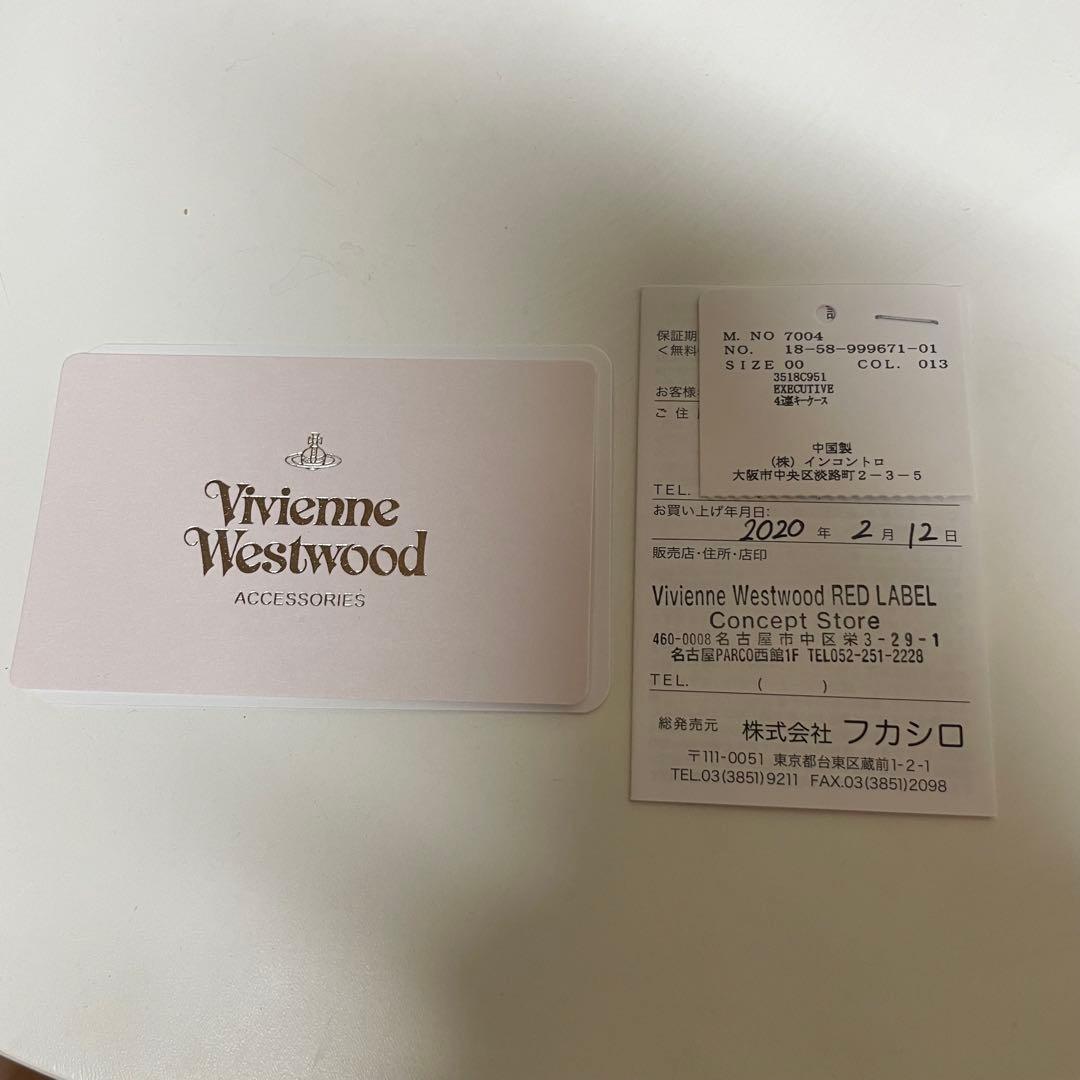 Vivienne
Westwood
ACCESSORIES
M. NO 7004
NO. 18-58-999671-01
SIZE 00 COL. 013
3518C951
EXECUTIVE
4連キーケース
中国製
(株) インコントロ
大阪市中央区淡路町2-3-5
保証期
<無料
お客様
ご住
TEL.
お買い上げ年月日:
2020 年 2 月 12 日
販売店・住所・店印
Vivienne Westwood RED LABEL
Concept Store
460-0008 名古屋市中区栄3-29-1
名古屋PARCO西館1F TEL052-251-2228
TEL. ( )
総発売元 株式会社 フカシロ
〒111-0051 東京都台東区蔵前1-2-1
TEL.03(3851)9211 FAX.03(3851)2098